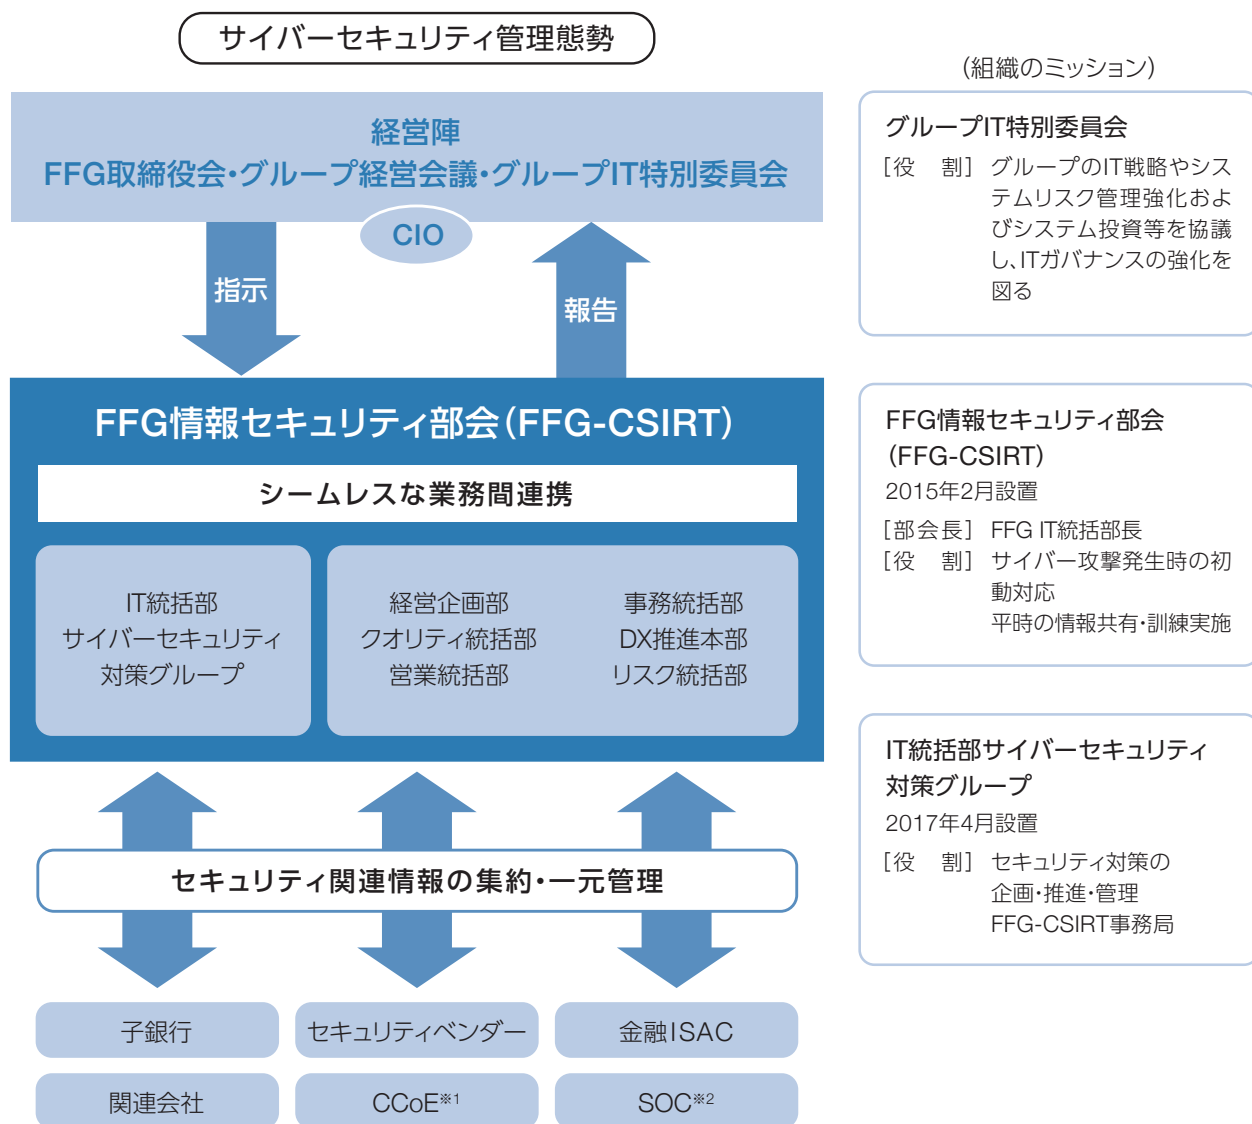 サイバーセキュリティ管理態勢
経営陣
FFG取締役会・グループ経営会議・グループIT特別委員会
CIO
指示
報告
FFG情報セキュリティ部会（FFG-CSIRT）
シームレスな業務間連携
IT統括部
サイバーセキュリティ
対策グループ
経営企画部
クオリティ統括部
営業統括部
事務統括部
DX推進本部
リスク統括部
セキュリティ関連情報の集約・一元管理
子銀行
セキュリティベンダー
金融ISAC
関連会社
CCoE※1
SOC※2
（組織のミッション）
グループIT特別委員会
［役　割］ グループのIT戦略やシス
テムリスク管理強化およ
びシステム投資等を協議
し、ITガバナンスの強化を
図る
FFG情報セキュリティ部会
（FFG-CSIRT）
2015年2月設置
［部会長］ FFG IT統括部長
［役　割］ サイバー攻撃発生時の初
動対応
平時の情報共有・訓練実施
IT統括部サイバーセキュリティ
対策グループ
2017年4月設置
［役　割］ セキュリティ対策の
企画・推進・管理
FFG-CSIRT事務局